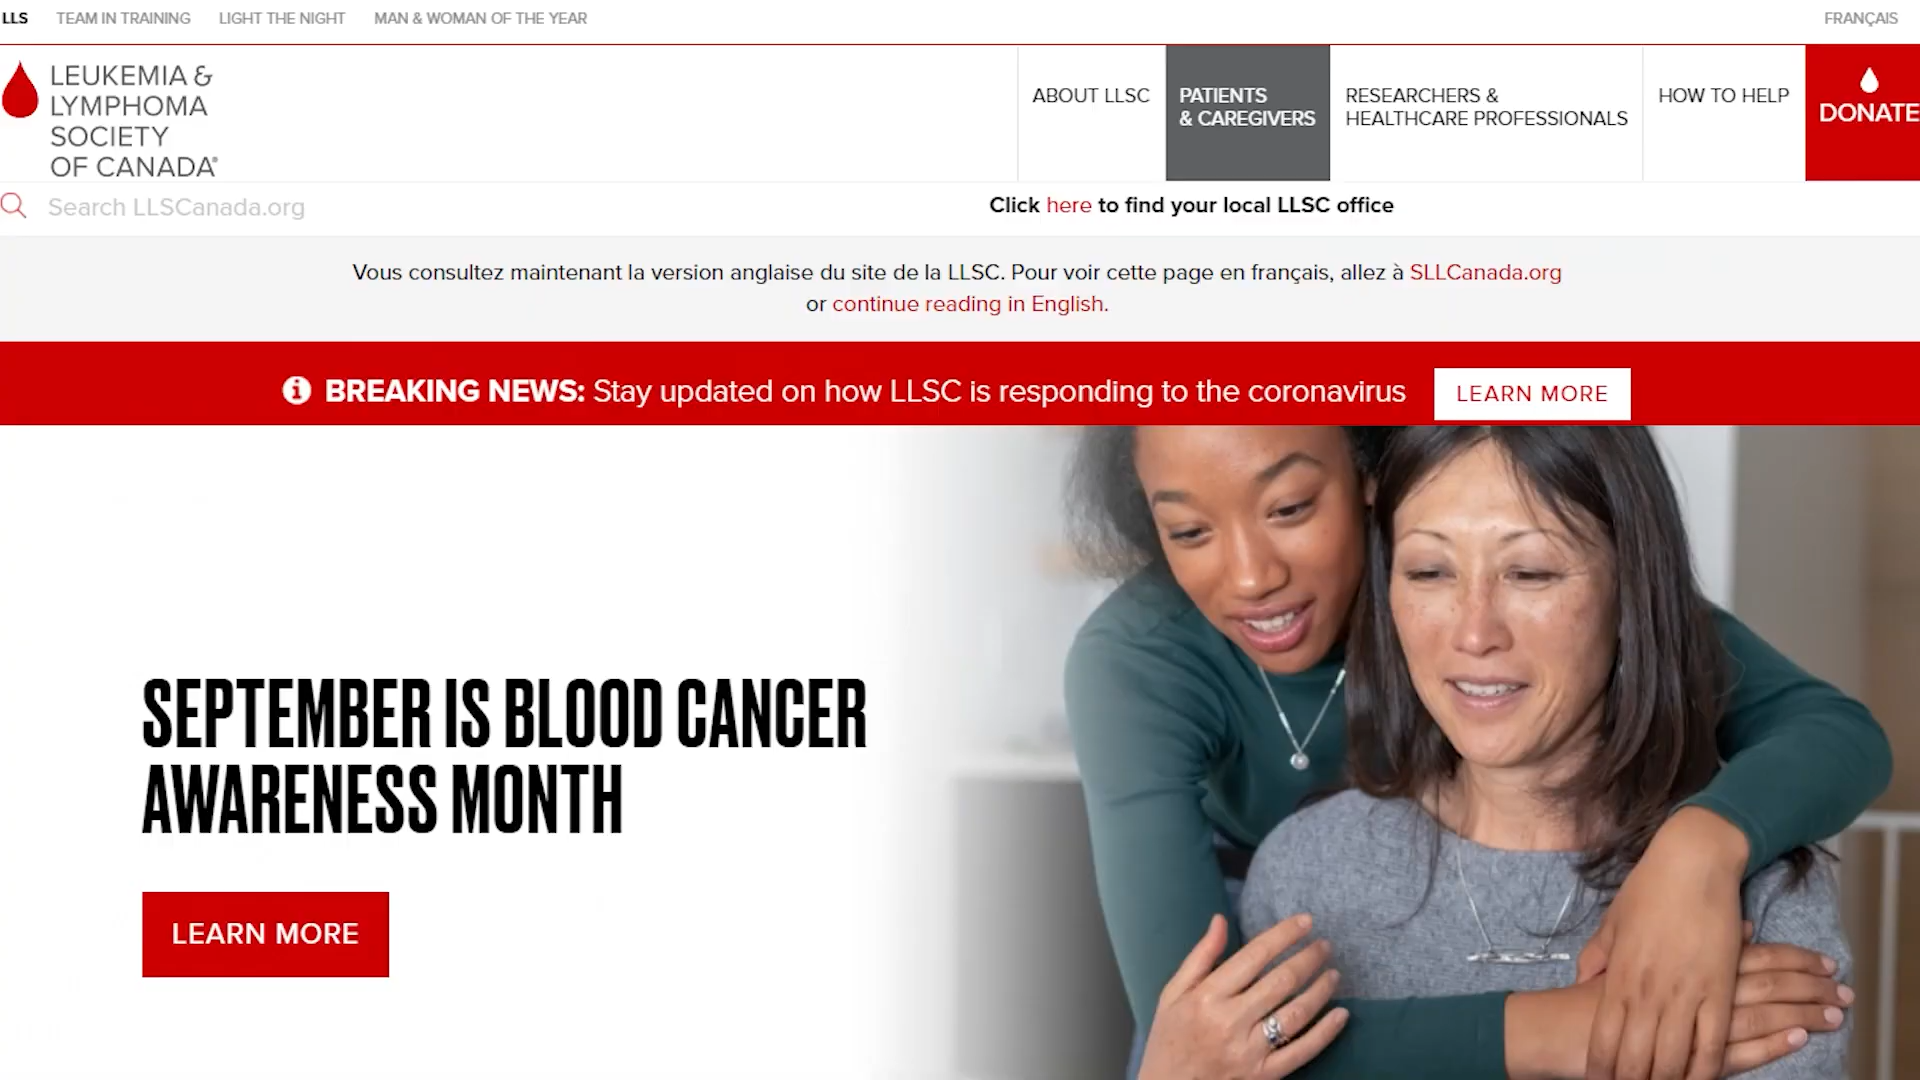 LLS
TEAM IN TRAINING
LIGHT THE NIGHT
MAN & WOMAN OF THE YEAR
FRANÇAIS
LEUKEMIA &
LYMPHOMA
SOCIETY
OF CANADA®
ABOUT LLSC
PATIENTS
& CAREGIVERS
RESEARCHERS &
HEALTHCARE PROFESSIONALS
HOW TO HELP
DONATE
Search LLSCanada.org
Click here to find your local LLSC office
Vous consultez maintenant la version anglaise du site de la LLSC. Pour voir cette page en français, allez à SLLCanada.org
or continue reading in English.
BREAKING NEWS: Stay updated on how LLSC is responding to the coronavirus
LEARN MORE
SEPTEMBER IS BLOOD CANCER
AWARENESS MONTH
LEARN MORE